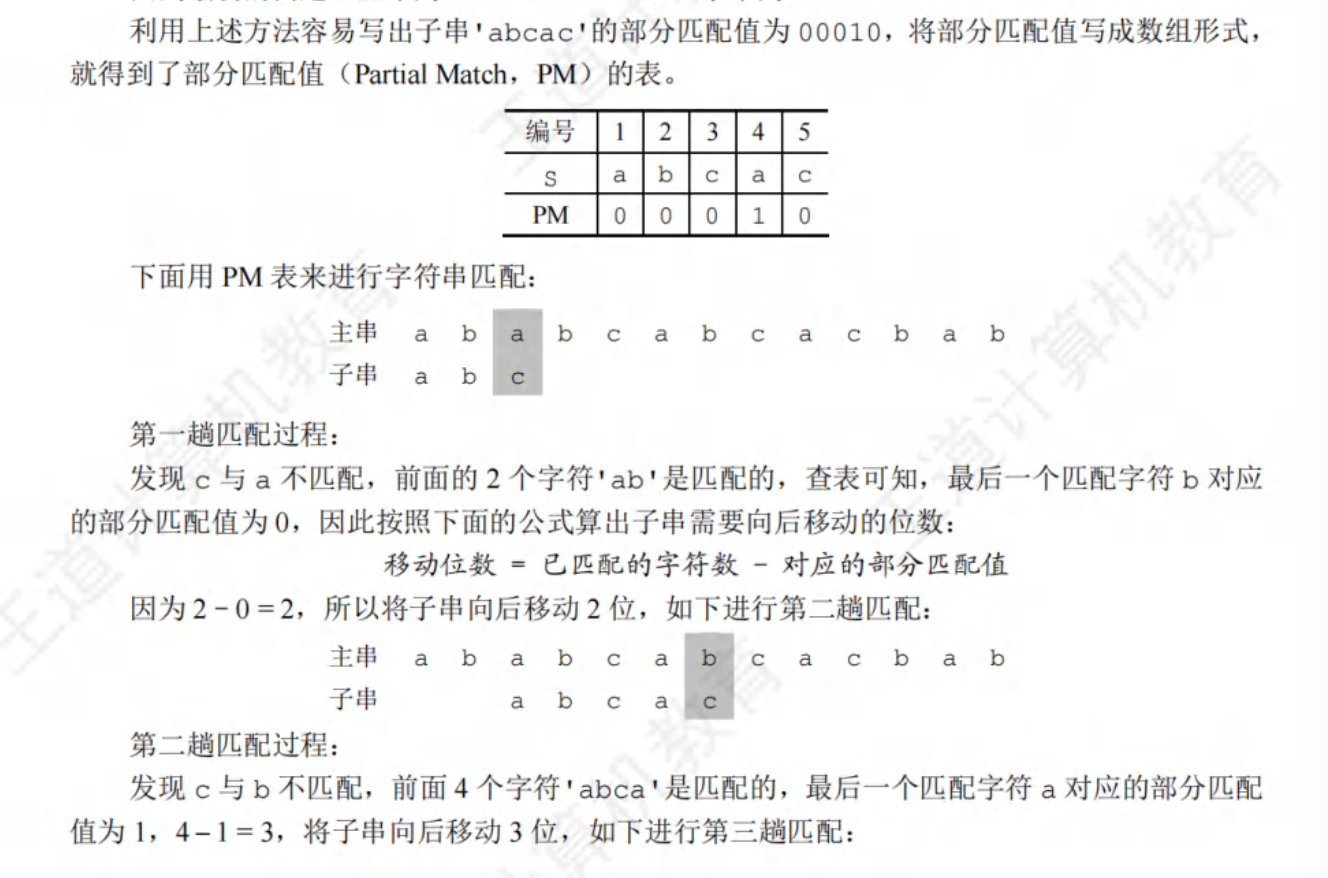 利用上述方法容易写出子串'abcac'的部分匹配值为 00010，将部分匹配值写成数组形式，
就得到了部分匹配值（Partial Match，PM）的表。
编号 1 2 3 4 5
S a b c a c
PM 0 0 0 1 0
下面用 PM 表来进行字符串匹配：
主串 a b a b c a b c a c b a b
子串 a b c
第一趟匹配过程：
发现 c 与 a 不匹配，前面的 2 个字符'ab'是匹配的，查表可知，最后一个匹配字符 b 对应
的部分匹配值为 0，因此按照下面的公式算出子串需要向后移动的位数：
移动位数 = 已匹配的字符数 - 对应的部分匹配值
因为 2 - 0 = 2，所以将子串向后移动 2 位，如下进行第二趟匹配：
主串 a b a b c a b c a c b a b
子串 a b c a c
第二趟匹配过程：
发现 c 与 b 不匹配，前面 4 个字符'abca'是匹配的，最后一个匹配字符 a 对应的部分匹配
值为 1，4 - 1 = 3，将子串向后移动 3 位，如下进行第三趟匹配：
王道计算机教育